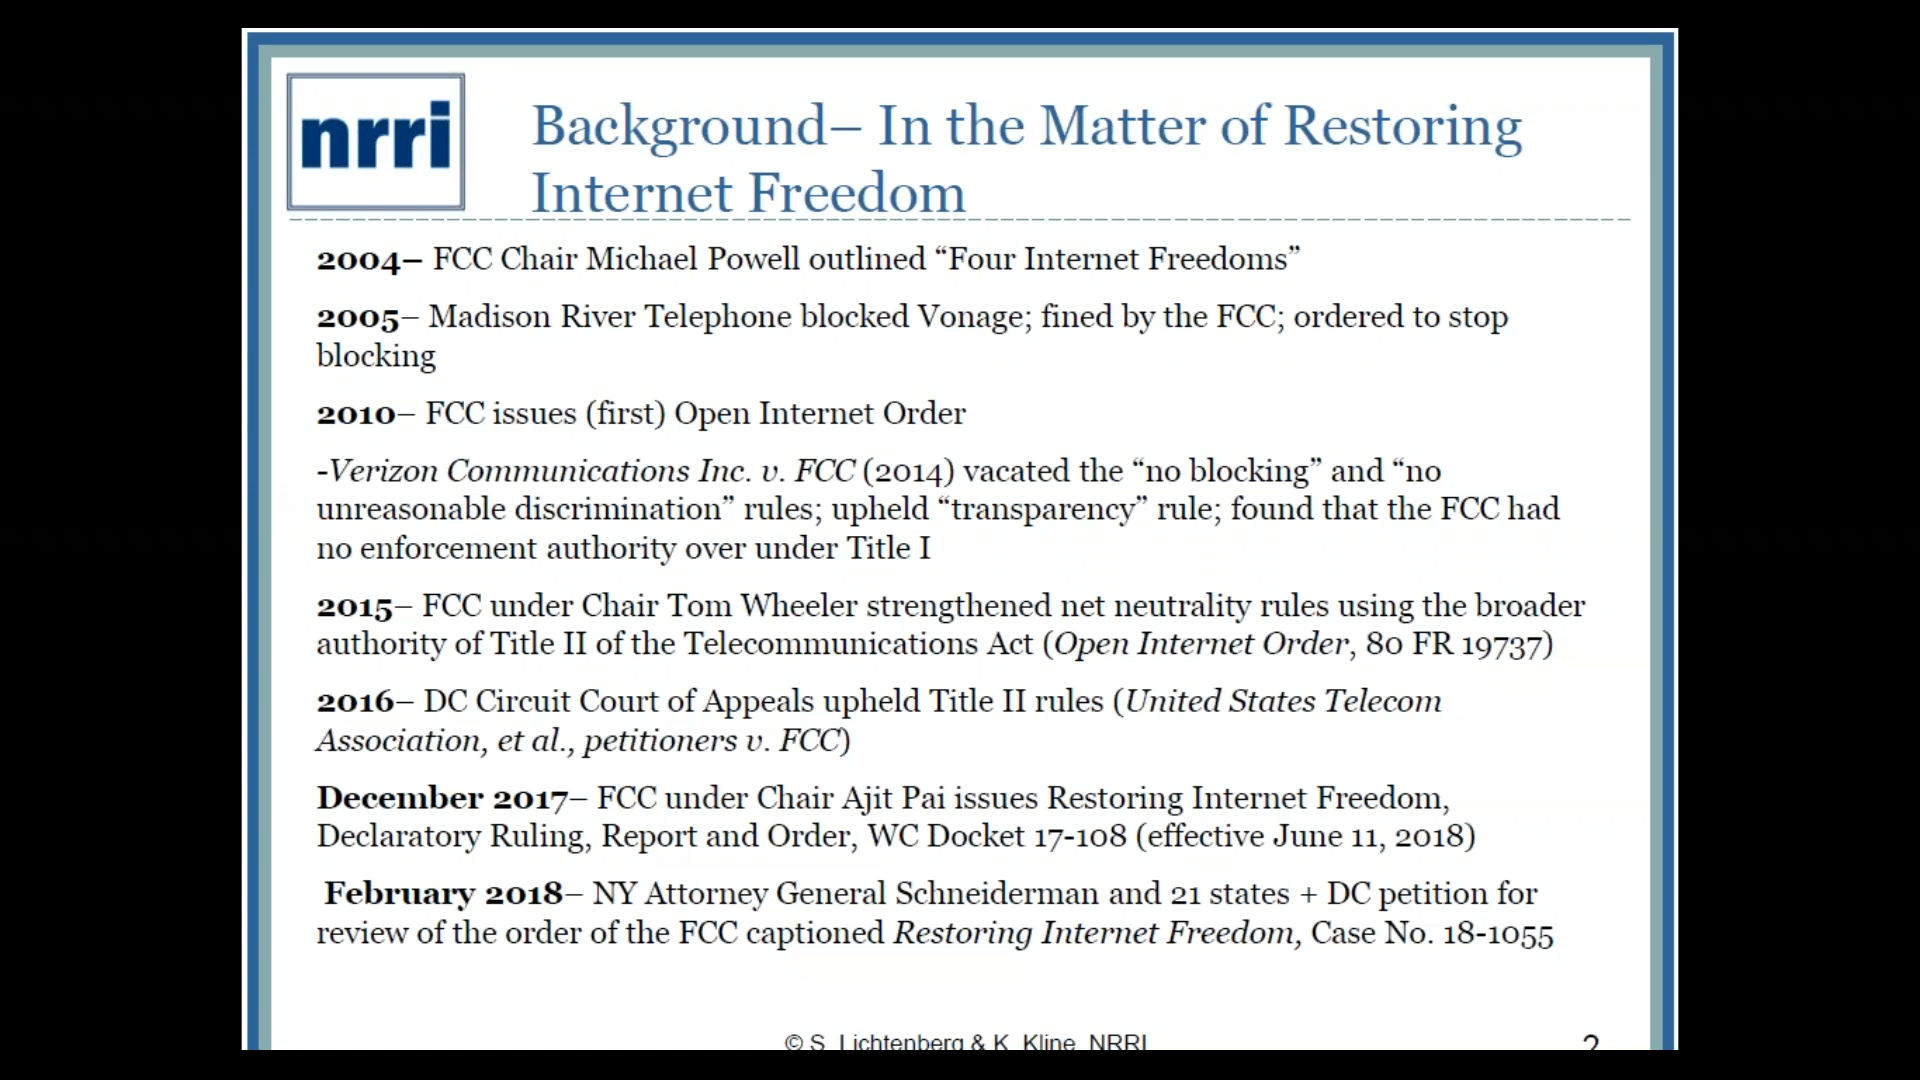 nrri
Background– In the Matter of Restoring
Internet Freedom
2004– FCC Chair Michael Powell outlined “Four Internet Freedoms”
2005– Madison River Telephone blocked Vonage; fined by the FCC; ordered to stop
blocking
2010– FCC issues (first) Open Internet Order
-Verizon Communications Inc. v. FCC (2014) vacated the “no blocking” and “no
unreasonable discrimination” rules; upheld “transparency” rule; found that the FCC had
no enforcement authority over under Title I
2015– FCC under Chair Tom Wheeler strengthened net neutrality rules using the broader
authority of Title II of the Telecommunications Act (Open Internet Order, 80 FR 19737)
2016– DC Circuit Court of Appeals upheld Title II rules (United States Telecom
Association, et al., petitioners v. FCC)
December 2017– FCC under Chair Ajit Pai issues Restoring Internet Freedom,
Declaratory Ruling, Report and Order, WC Docket 17-108 (effective June 11, 2018)
February 2018– NY Attorney General Schneiderman and 21 states + DC petition for
review of the order of the FCC captioned Restoring Internet Freedom, Case No. 18-1055
© S. Lichtenberg & K. Kline, NRRI
2